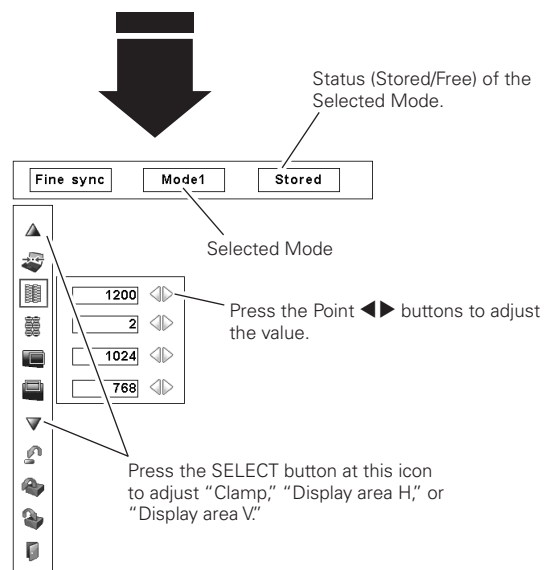 Status (Stored/Free) of the
Selected Mode.
Fine sync Mode1 Stored
Selected Mode
1200
2
1024
768
Press the Point ◀▶ buttons to adjust
the value.
Press the SELECT button at this icon
to adjust “Clamp,” “Display area H,” or
“Display area V.”